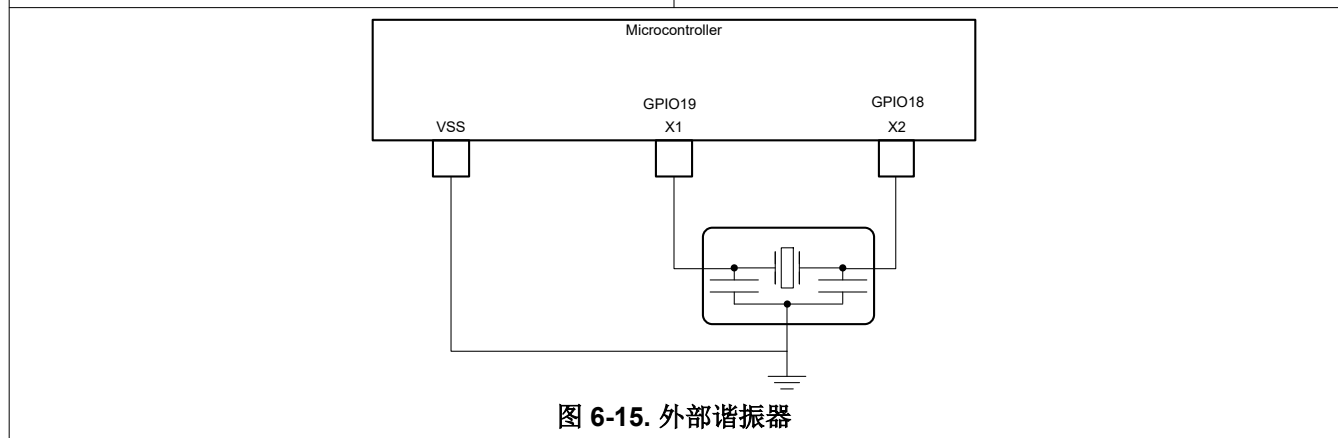 Microcontroller
GPIO19 GPIO18
VSS X1 X2
图 6-15. 外部谐振器